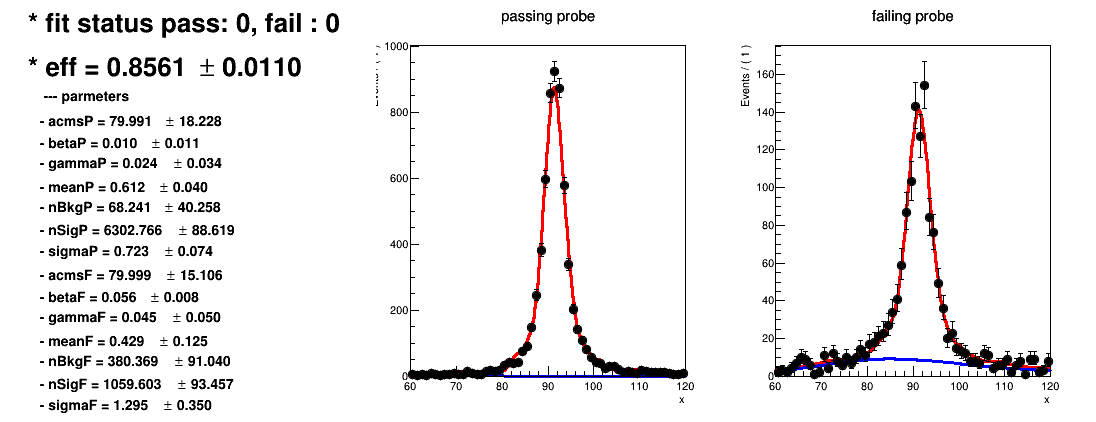 * fit status pass: 0, fail : 0
* eff = 0.8561 ± 0.0110
--- parmeters
- acmsP = 79.991 ± 18.228
- betaP = 0.010 ± 0.011
- gammaP = 0.024 ± 0.034
- meanP = 0.612 ± 0.040
- nBkgP = 68.241 ± 40.258
- nSigP = 6302.766 ± 88.619
- sigmaP = 0.723 ± 0.074
- acmsF = 79.999 ± 15.106
- betaF = 0.056 ± 0.008
- gammaF = 0.045 ± 0.050
- meanF = 0.429 ± 0.125
- nBkgF = 380.369 ± 91.040
- nSigF = 1059.603 ± 93.457
- sigmaF = 1.295 ± 0.350
passing probe
1000
800
600
400
200
0
60 70 80 90 100 110 120
x
failing probe
Events / ( 1 )
160
140
120
100
80
60
40
20
0
60 70 80 90 100 110 120
x